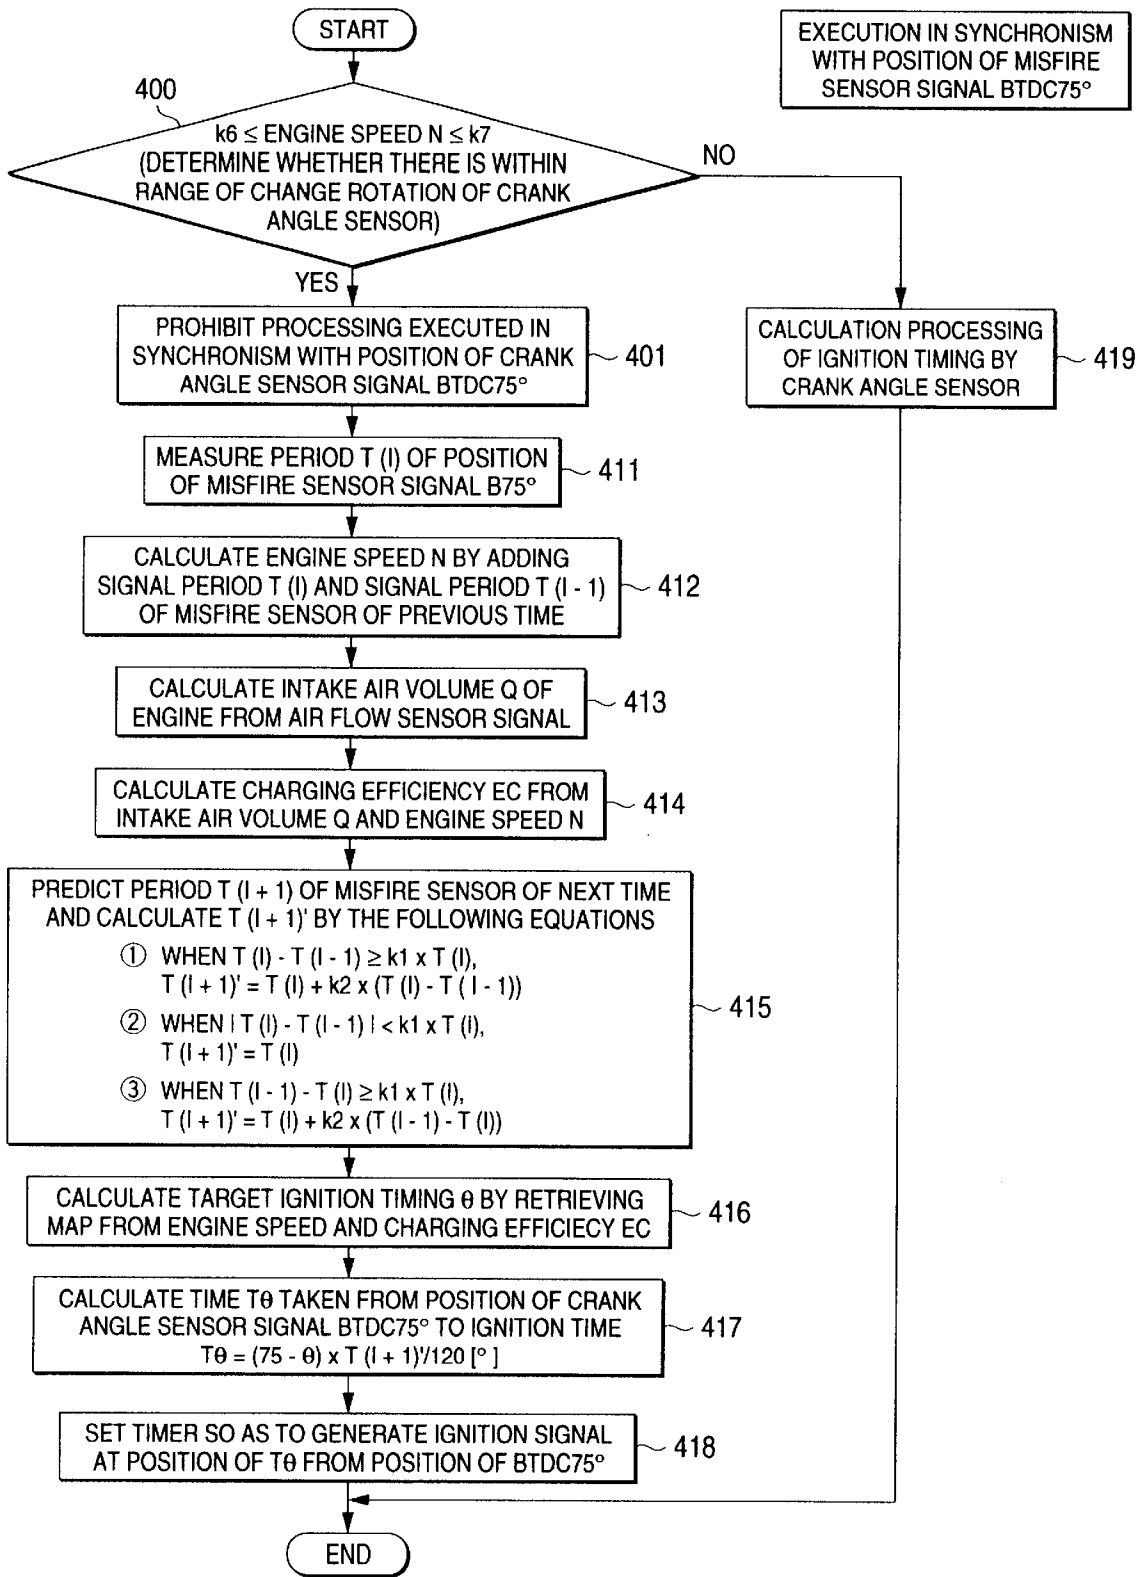 START
EXECUTION IN SYNCHRONISM
WITH POSITION OF MISFIRE
SENSOR SIGNAL BTDC75°
400
k6 ≤ ENGINE SPEED N ≤ k7
(DETERMINE WHETHER THERE IS WITHIN
RANGE OF CHANGE ROTATION OF CRANK
ANGLE SENSOR)
NO
YES
PROHIBIT PROCESSING EXECUTED IN
SYNCHRONISM WITH POSITION OF CRANK
ANGLE SENSOR SIGNAL BTDC75°
401
CALCULATION PROCESSING
OF IGNITION TIMING BY
CRANK ANGLE SENSOR
419
MEASURE PERIOD T (I) OF POSITION
OF MISFIRE SENSOR SIGNAL B75°
411
CALCULATE ENGINE SPEED N BY ADDING
SIGNAL PERIOD T (I) AND SIGNAL PERIOD T (I - 1)
OF MISFIRE SENSOR OF PREVIOUS TIME
412
CALCULATE INTAKE AIR VOLUME Q OF
ENGINE FROM AIR FLOW SENSOR SIGNAL
413
CALCULATE CHARGING EFFICIENCY EC FROM
INTAKE AIR VOLUME Q AND ENGINE SPEED N
414
PREDICT PERIOD T (I + 1) OF MISFIRE SENSOR OF NEXT TIME
AND CALCULATE T (I + 1)' BY THE FOLLOWING EQUATIONS
① WHEN T (I) - T (I - 1) ≥ k1 x T (I),
T (I + 1)' = T (I) + k2 x (T (I) - T ( I - 1))
② WHEN | T (I) - T (I - 1) | < k1 x T (I),
T (I + 1)' = T (I)
③ WHEN T (I - 1) - T (I) ≥ k1 x T (I),
T (I + 1)' = T (I) + k2 x (T (I - 1) - T (I))
415
CALCULATE TARGET IGNITION TIMING θ BY RETRIEVING
MAP FROM ENGINE SPEED AND CHARGING EFFICIECY EC
416
CALCULATE TIME Tθ TAKEN FROM POSITION OF CRANK
ANGLE SENSOR SIGNAL BTDC75° TO IGNITION TIME
Tθ = (75 - θ) x T (I + 1)'/120 [° ]
417
SET TIMER SO AS TO GENERATE IGNITION SIGNAL
AT POSITION OF Tθ FROM POSITION OF BTDC75°
418
END